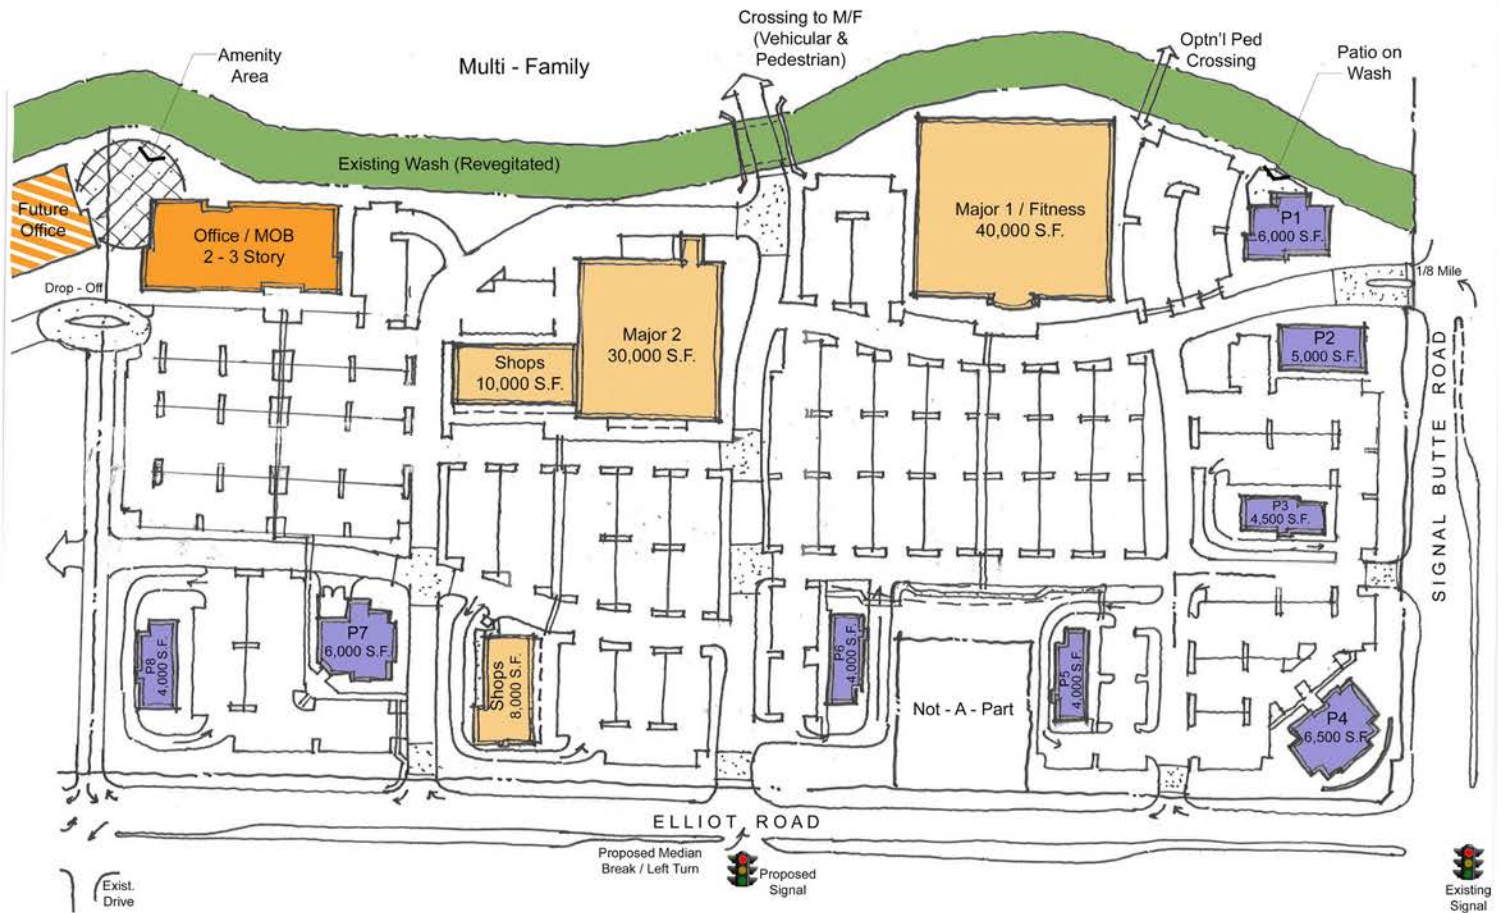 Crossing to M/F
(Vehicular &
Pedestrian)
Optn'l Ped
Crossing
Patio on
Wash
Amenity
Area
Multi - Family
Existing Wash (Revegitated)
Future
Office
Office / MOB
2 - 3 Story
Major 1 / Fitness
40,000 S.F.
P1
6,000 S.F.
1/8 Mile
Drop - Off
Major 2
30,000 S.F.
Shops
10,000 S.F.
P2
5,000 S.F.
SIGNAL BUTTE ROAD
P3
4,500 S.F.
P8
4,000 S.F.
P7
6,000 S.F.
Shops
8,000 S.F.
P6
4,000 S.F.
Not - A - Part
P5
4,000 S.F.
P4
6,500 S.F.
ELLIOT ROAD
Proposed Median
Break / Left Turn
Proposed
Signal
Exist.
Drive
Existing
Signal